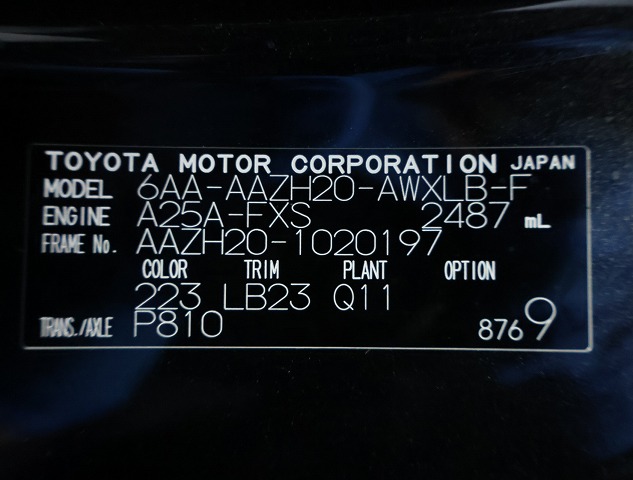 TOYOTA MOTOR CORPORATION JAPAN
MODEL 6AA-AAZH20-AWXLB-F
ENGINE A25A-FXS 2487 mL
FRAME No. AAZH20-1020197
COLOR TRIM PLANT OPTION
223 LB23 Q11
TRANS./AXLE P810 8769